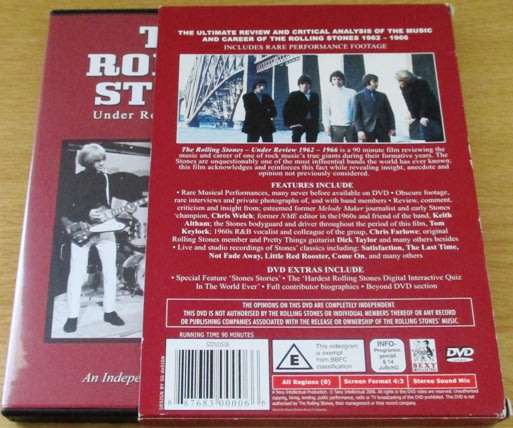 T
RO
ST
Under Re
An Indepen
THE ULTIMATE REVIEW AND CRITICAL ANALYSIS OF THE MUSIC
AND CAREER OF THE ROLLING STONES 1962 – 1966
INCLUDES RARE PERFORMANCE FOOTAGE
The Rolling Stones – Under Review 1962 – 1966 is a 90 minute film reviewing the
music and career of one of rock music's true giants during their formative years. The
Stones are unquestionably one of the most influential bands the world has ever known;
this film acknowledges and reinforces this fact while revealing insight, anecdote and
opinion not previously considered.
FEATURES INCLUDE
• Rare Musical Performances, many never before available on DVD • Obscure footage,
rare interviews and private photographs of, and with band members • Review, comment,
criticism and insight from; esteemed former Melody Maker journalist and early Stones
'champion, Chris Welch; former NME editor in the1960s and friend of the band, Keith
Altham; the Stones bodyguard and driver throughout the period of this film, Tom
Keylock; 1960s R&B vocalist and colleague of the group, Chris Farlowe; original
Rolling Stones member and Pretty Things guitarist Dick Taylor and many others besides
• Live and audio recordings of Stones' classics including: Satisfaction, The Last Time,
Not Fade Away, Little Red Rooster, Come On, and many others
DVD EXTRAS INCLUDE
• Special Feature 'Stones Stories' • The 'Hardest Rolling Stones Digital Interactive Quiz
In The World Ever' • Full contributor biographies • Beyond DVD section
THE OPINIONS ON THIS DVD ARE COMPLETELY INDEPENDENT.
THIS DVD IS NOT AUTHORISED BY THE ROLLING STONES OR INDIVIDUAL MEMBERS THEREOF OR ANY RECORD
OR PUBLISHING COMPANIES ASSOCIATED WITH THE RELEASE OR OWNERSHIP OF THE ROLLING STONES' MUSIC.
RUNNING TIME 90 MINUTES
E
This videogram
is exempt
from BBFC
classification
INFO-
Programm
gemäß
§ 14
JuSchG
SEXY
DVD
All Regions (0)
Screen Format 4:3
Stereo Sound Mix